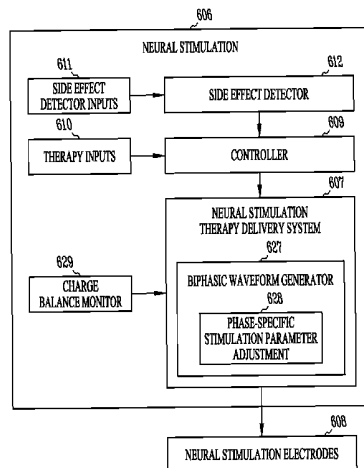 606
NEURAL STIMULATION
611
SIDE EFFECT
DETECTOR INPUTS
612
SIDE EFFECT DETECTOR
610
THERAPY INPUTS
609
CONTROLLER
607
NEURAL STIMULATION
THERAPY DELIVERY SYSTEM
627
BIPHASIC WAVEFORM GENERATOR
628
PHASE-SPECIFIC
STIMULATION PARAMETER
ADJUSTMENT
629
CHARGE
BALANCE MONITOR
608
NEURAL STIMULATION ELECTRODES